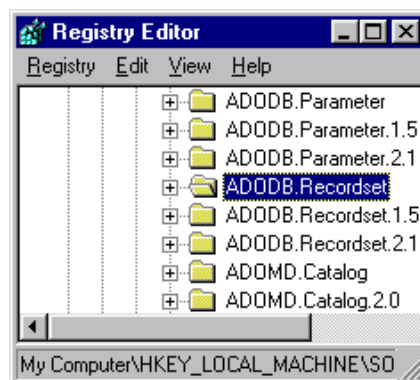 Registry Editor
Registry Edit View Help
ADODB.Parameter
ADODB.Parameter.1.5
ADODB.Parameter.2.1
ADODB.Recordset
ADODB.Recordset.1.5
ADODB.Recordset.2.1
ADOMD.Catalog
ADOMD.Catalog.2.0
My Computer\HKEY_LOCAL_MACHINE\SO